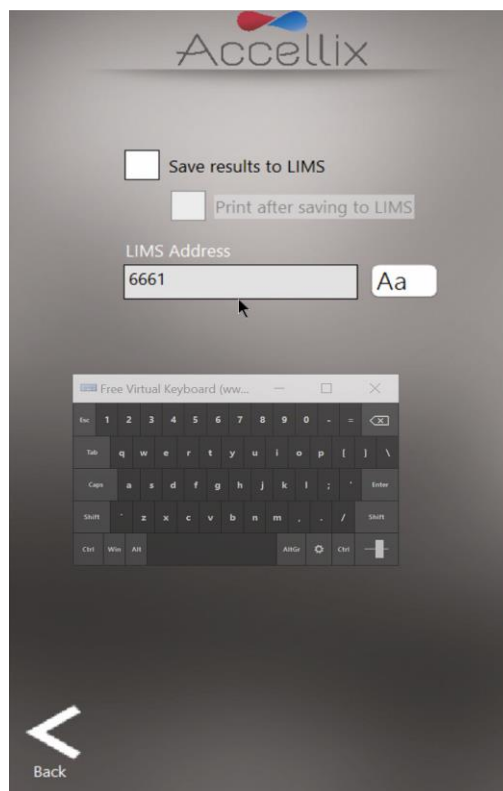 Accellix
Save results to LIMS
Print after saving to LIMS
LIMS Address
6661
Aa
Free Virtual Keyboard (ww...
Esc 1 2 3 4 5 6 7 8 9 0 - =
Tab q w e r t y u i o p [ ] \
Caps a s d f g h j k l ; ' Enter
Shift ` z x c v b n m , . / Shift
Ctrl Win Alt AltGr Ctrl
Back